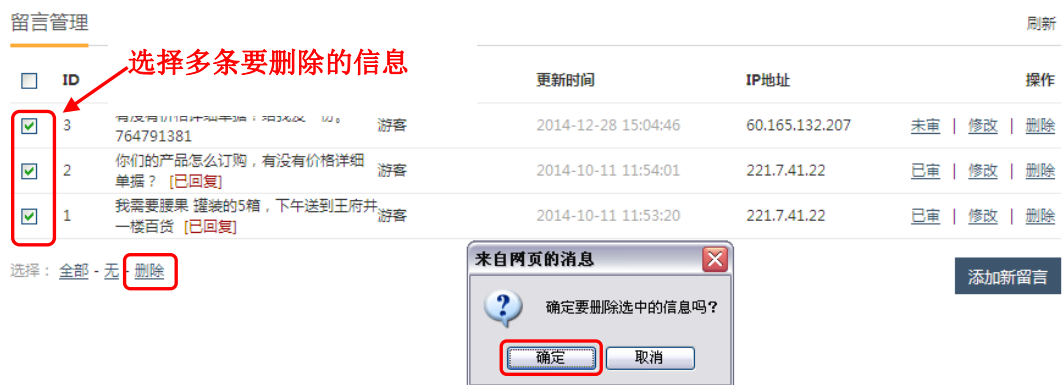 留言管理
刷新
选择多条要删除的信息
ID
更新时间
IP地址
操作
3
764791381
游客
2014-12-28 15:04:46
60.165.132.207
未审 | 修改 | 删除
2
你们的产品怎么订购，有没有价格详细
单据？ [已回复]
游客
2014-10-11 11:54:01
221.7.41.22
已审 | 修改 | 删除
1
我需要腰果 罐装的5箱，下午送到王府井
一楼百货 [已回复]
游客
2014-10-11 11:53:20
221.7.41.22
已审 | 修改 | 删除
选择： 全部 - 无 - 删除
添加新留言
来自网页的消息
确定要删除选中的信息吗?
确定
取消